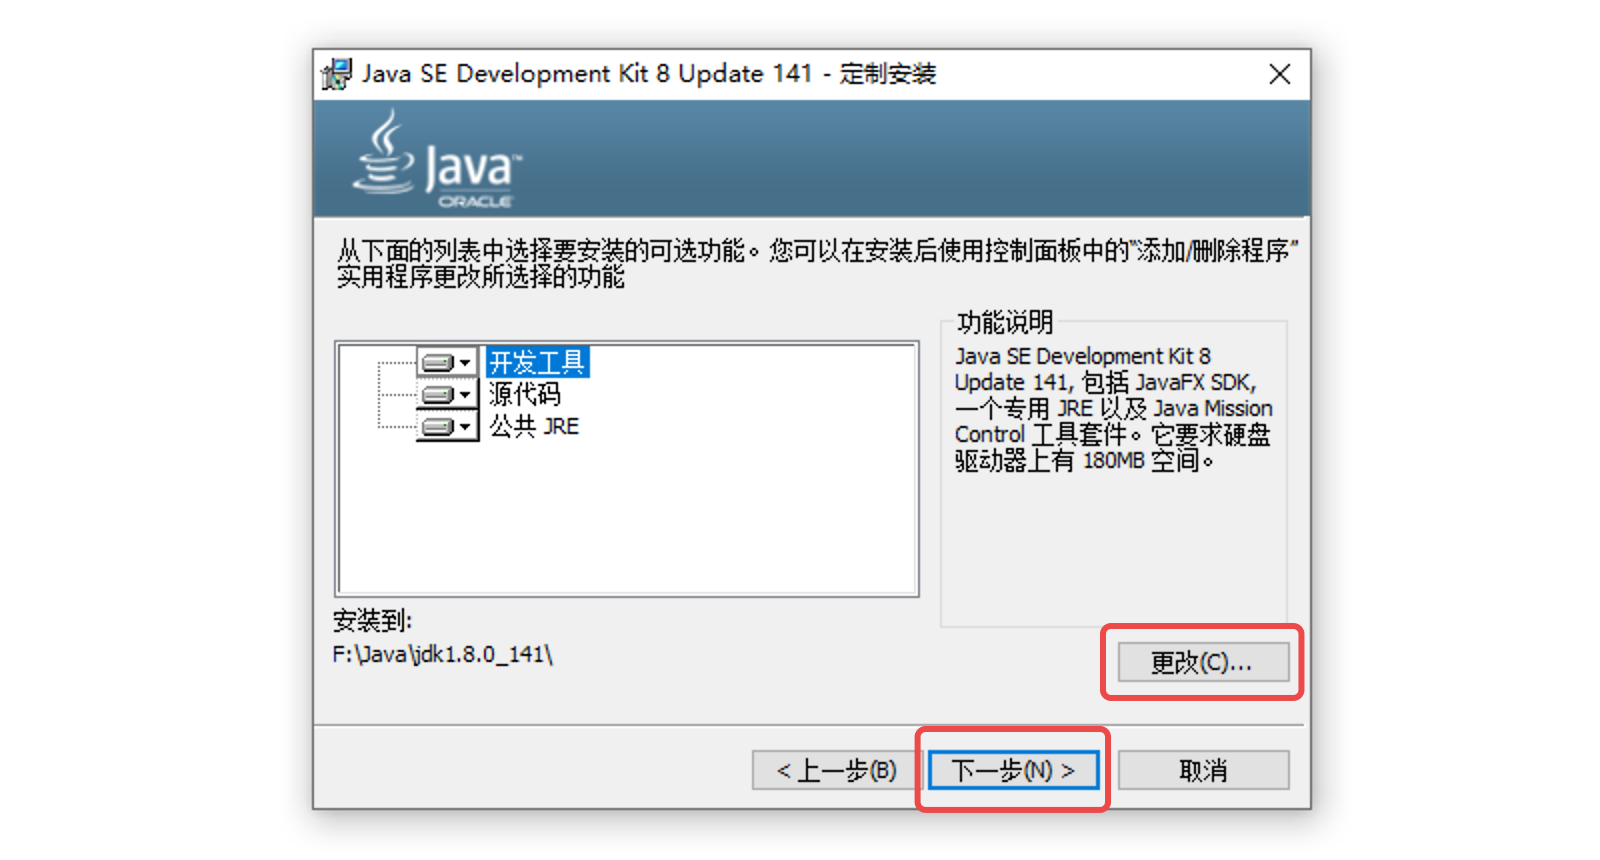 Java SE Development Kit 8 Update 141 - 定制安装
Java™
ORACLE
从下面的列表中选择要安装的可选功能。您可以在安装后使用控制面板中的“添加/删除程序”
实用程序更改所选择的功能
开发工具
源代码
公共 JRE
功能说明
Java SE Development Kit 8
Update 141, 包括 JavaFX SDK,
一个专用 JRE 以及 Java Mission
Control 工具套件。它要求硬盘
驱动器上有 180MB 空间。
安装到:
F:\Java\jdk1.8.0_141\
更改(C)...
< 上一步(B)
下一步(N) >
取消